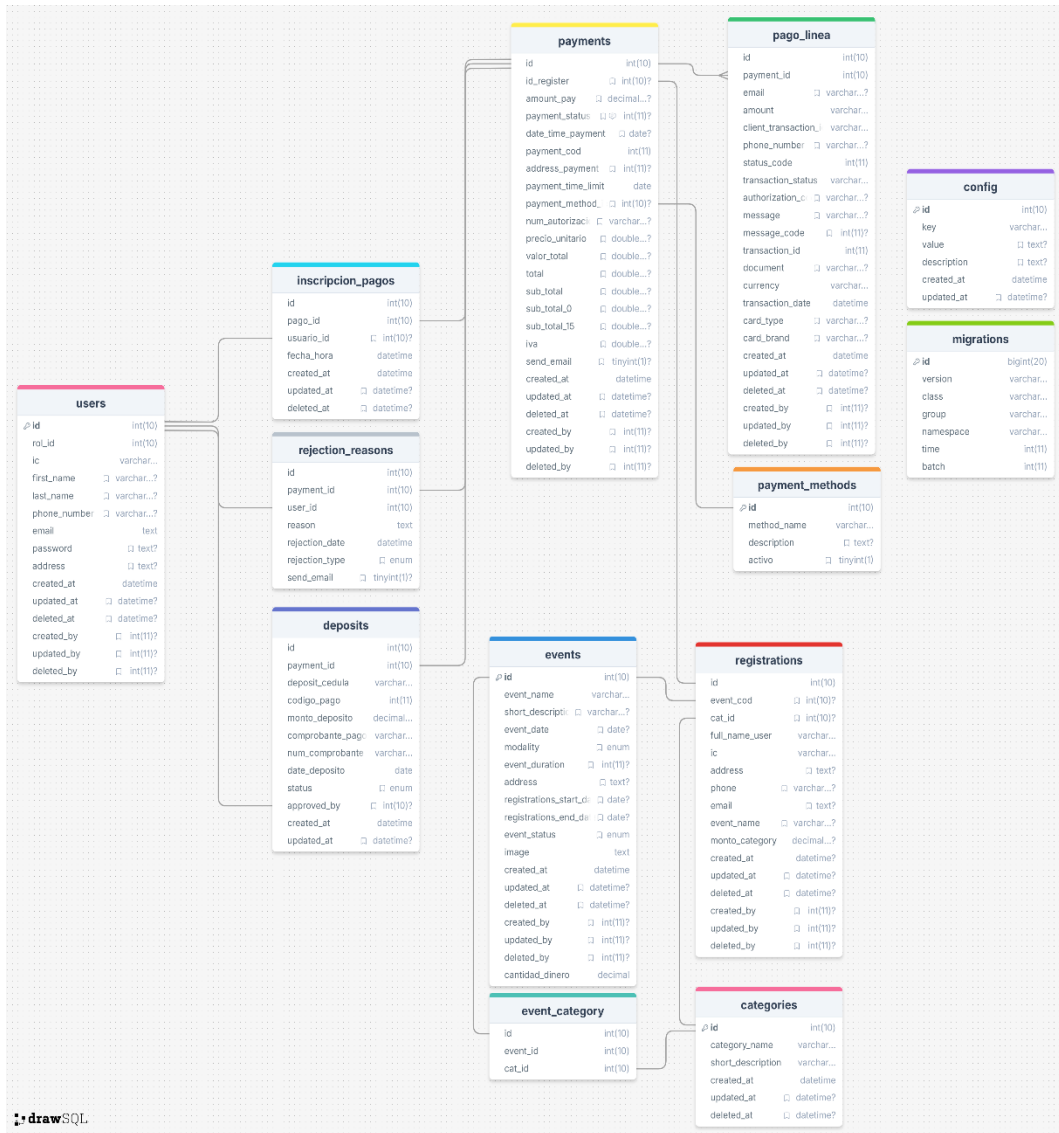 payments
id int(10)
id_register int(10)?
amount_pay decimal...?
payment_status int(11)?
date_time_payment date?
payment_cod int(11)
address_payment int(11)?
payment_time_limit date
payment_method_ int(10)?
num_autorizaci varchar...?
precio_unitario double...?
valor_total double...?
total double...?
sub_total double...?
sub_total_0 double...?
sub_total_15 double...?
iva double...?
send_email tinyint(1)?
created_at datetime
updated_at datetime?
deleted_at datetime?
created_by int(11)?
updated_by int(11)?
deleted_by int(11)?
pago_linea
id int(10)
payment_id int(10)
email varchar...?
amount varchar...
client_transaction_ varchar...
phone_number varchar...?
status_code int(11)
transaction_status varchar...
authorization_c varchar...?
message varchar...?
message_code int(11)?
transaction_id int(11)
document varchar...?
currency varchar...
transaction_date datetime
card_type varchar...?
card_brand varchar...?
created_at datetime
updated_at datetime?
deleted_at datetime?
created_by int(11)?
updated_by int(11)?
deleted_by int(11)?
config
id int(10)
key varchar...
value text?
description text?
created_at datetime
updated_at datetime?
migrations
id bigint(20)
version varchar...
class varchar...
group varchar...
namespace varchar...
time int(11)
batch int(11)
inscripcion_pagos
id int(10)
pago_id int(10)
usuario_id int(10)?
fecha_hora datetime
created_at datetime
updated_at datetime?
deleted_at datetime?
users
id int(10)
rol_id int(10)
ic varchar...
first_name varchar...?
last_name varchar...?
phone_number varchar...?
email text
password text?
address text?
created_at datetime
updated_at datetime?
deleted_at datetime?
created_by int(11)?
updated_by int(11)?
deleted_by int(11)?
rejection_reasons
id int(10)
payment_id int(10)
user_id int(10)
reason text
rejection_date datetime
rejection_type enum
send_email tinyint(1)?
payment_methods
id int(10)
method_name varchar...
description text?
activo tinyint(1)
deposits
id int(10)
payment_id int(10)
deposit_cedula varchar...
codigo_pago int(11)
monto_deposito decimal...
comprobante_pago varchar...
num_comprobante varchar...
date_deposito date
status enum
approved_by int(10)?
created_at datetime
updated_at datetime?
events
id int(10)
event_name varchar...
short_descripti varchar...?
event_date date?
modality enum
event_duration int(11)?
address text?
registrations_start_da date?
registrations_end_dat date?
event_status enum
image text
created_at datetime
updated_at datetime?
deleted_at datetime?
created_by int(11)?
updated_by int(11)?
deleted_by int(11)?
cantidad_dinero decimal
registrations
id int(10)
event_cod int(10)?
cat_id int(10)?
full_name_user varchar...
ic varchar...
address text?
phone varchar...?
email text?
event_name varchar...?
monto_category decimal...?
created_at datetime?
updated_at datetime?
deleted_at datetime?
created_by int(11)?
updated_by int(11)?
deleted_by int(11)?
event_category
id int(10)
event_id int(10)
cat_id int(10)
categories
id int(10)
category_name varchar...
short_description varchar...
created_at datetime
updated_at datetime?
deleted_at datetime?
drawSQL